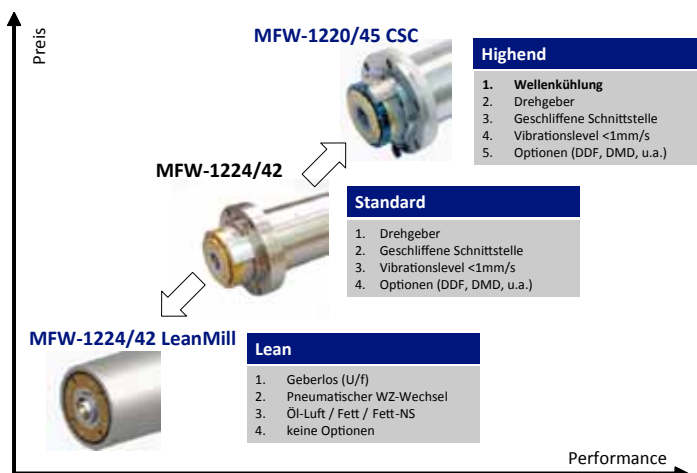 Preis
MFW-1220/45 CSC
Highend
1. Wellenkühlung
2. Drehgeber
3. Geschliffene Schnittstelle
4. Vibrationslevel <1mm/s
5. Optionen (DDF, DMD, u.a.)
MFW-1224/42
Standard
1. Drehgeber
2. Geschliffene Schnittstelle
3. Vibrationslevel <1mm/s
4. Optionen (DDF, DMD, u.a.)
MFW-1224/42 LeanMill
Lean
1. Geberlos (U/f)
2. Pneumatischer WZ-Wechsel
3. Öl-Luft / Fett / Fett-NS
4. keine Optionen
Performance